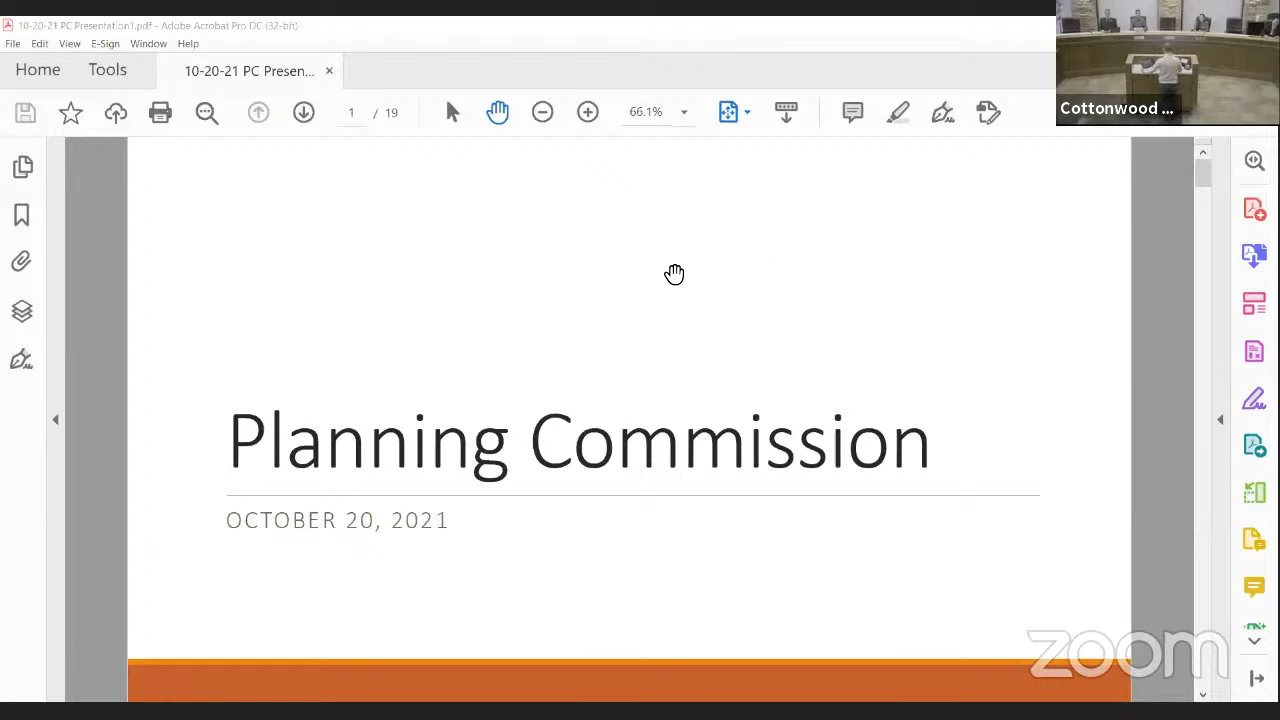 10-20-21 PC Presentation1.pdf - Adobe Acrobat Pro DC (32-bit)
File Edit View E-Sign Window Help
Home Tools 10-20-21 PC Presen... ×
1 / 19 66.1%
Cottonwood ...
Planning Commission
OCTOBER 20, 2021
zoom